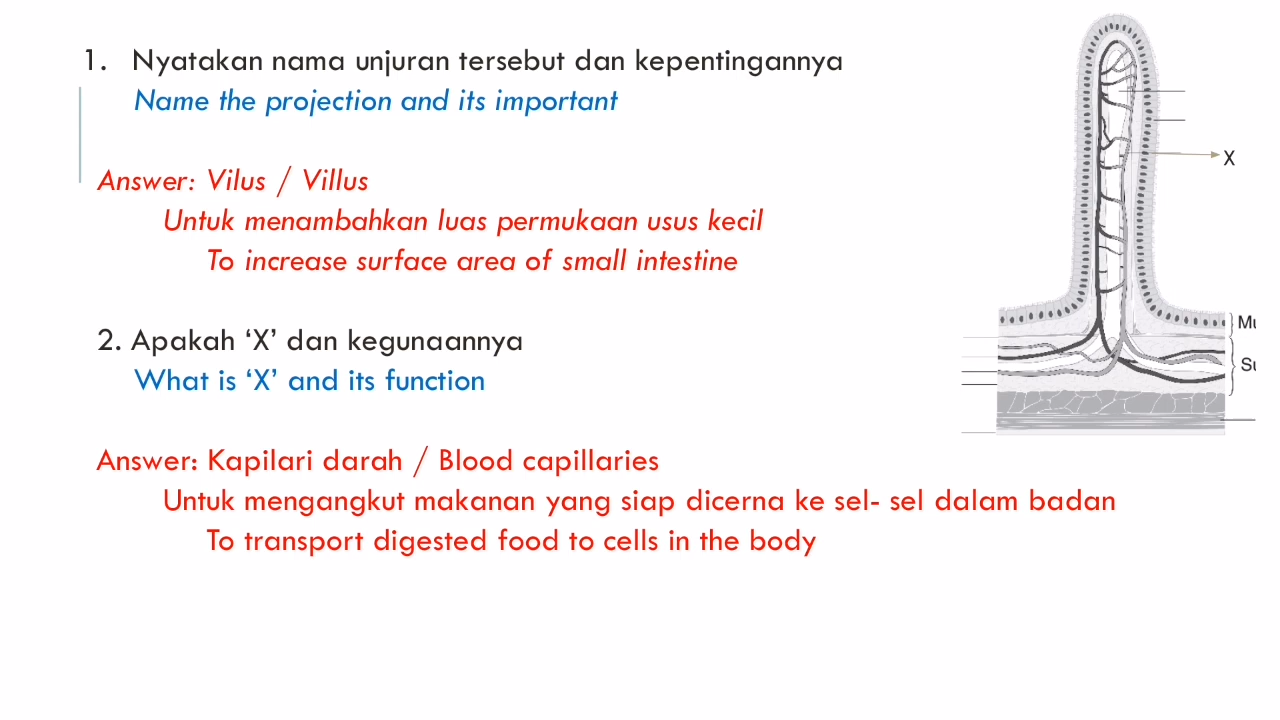 1. Nyatakan nama unjuran tersebut dan kepentingannya
Name the projection and its important
Answer: Vilus / Villus
Untuk menambahkan luas permukaan usus kecil
To increase surface area of small intestine
2. Apakah ‘X’ dan kegunaannya
What is ‘X’ and its function
Answer: Kapilari darah / Blood capillaries
Untuk mengangkut makanan yang siap dicerna ke sel- sel dalam badan
To transport digested food to cells in the body
X
Mu
Su